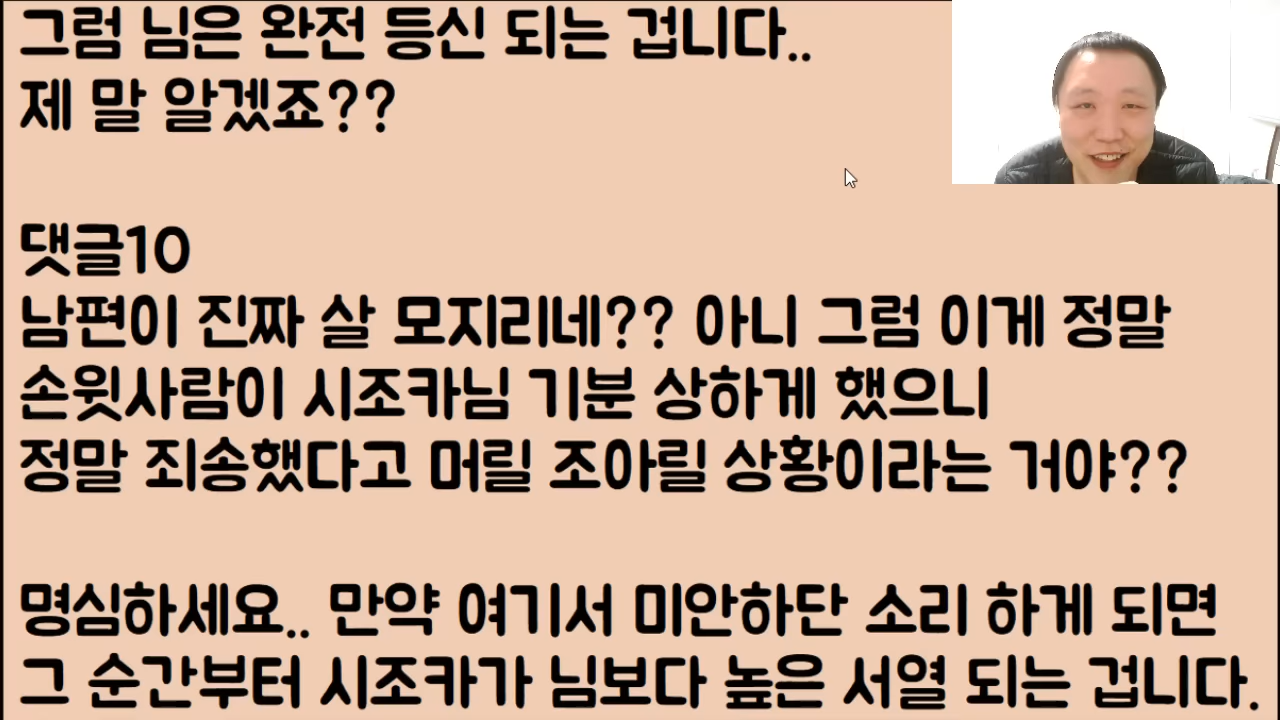 그럼 님은 완전 등신 되는 겁니다..
제 말 알겠죠??
댓글10
남편이 진짜 살 모지리네?? 아니 그럼 이게 정말
손윗사람이 시조카님 기분 상하게 했으니
정말 죄송했다고 머릴 조아릴 상황이라는 거야??
명심하세요.. 만약 여기서 미안하단 소리 하게 되면
그 순간부터 시조카가 님보다 높은 서열 되는 겁니다.